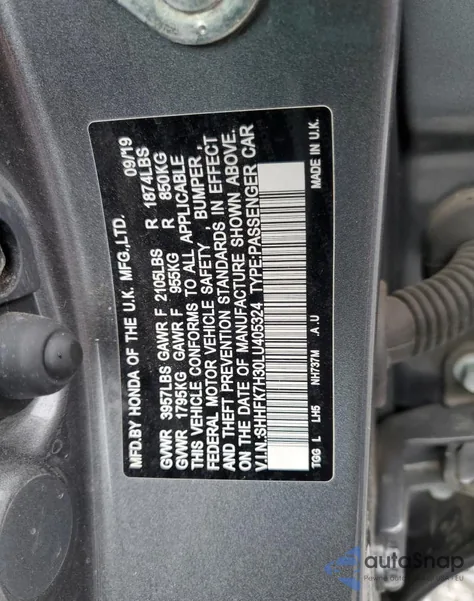 MFD.BY HONDA OF THE U.K. MFG.,LTD. 09/19
GVWR 3957LBS GAWR F 2105LBS R 1874LBS
GVWR 1795KG GAWR F 955KG R 850KG
THIS VEHICLE CONFORMS TO ALL APPLICABLE
FEDERAL MOTOR VEHICLE SAFETY , BUMPER ,
AND THEFT PREVENTION STANDARDS IN EFFECT
ON THE DATE OF MANUFACTURE SHOWN ABOVE.
V.I.N.:SHHFK7H30LU405324 TYPE:PASSENGER CAR
TGG L LH5 NH737M A.U MADE IN U.K.
autoSnap